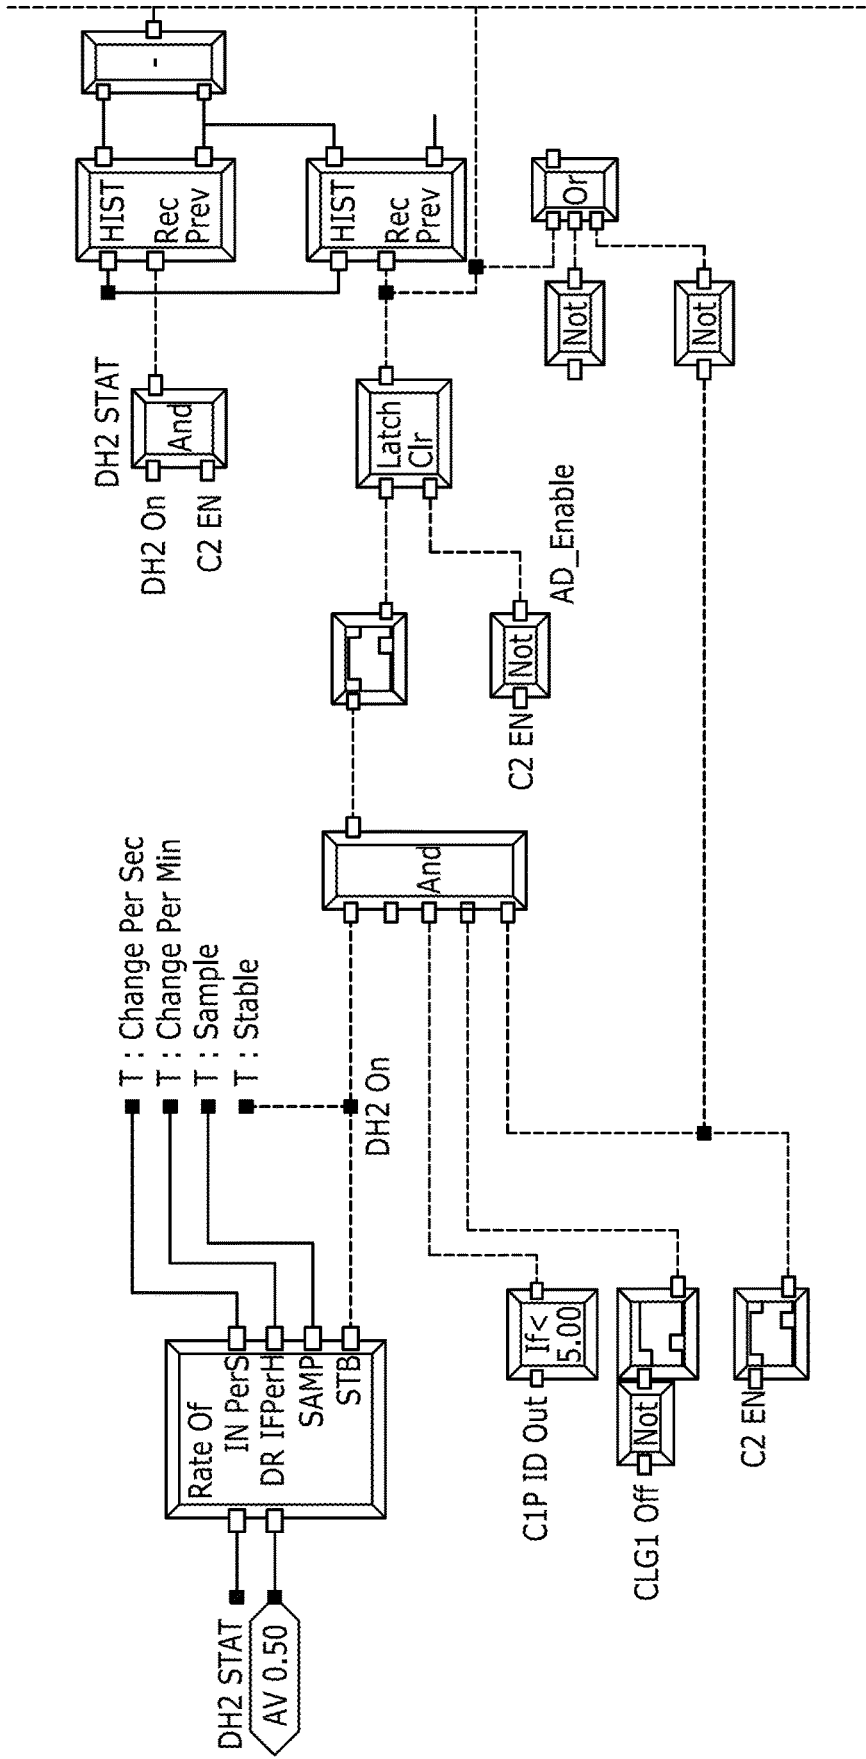 DH2 STAT
AV 0.50
Rate Of
IN PerS
DR IFPerH
SAMP
STB
T : Change Per Sec
T : Change Per Min
T : Sample
T : Stable
DH2 On
C1P ID Out
If<
5.00
CLG1 Off
Not
C2 EN
And
C2 EN
Not
AD_Enable
Latch
Clr
DH2 On
C2 EN
And
DH2 STAT
HIST
Rec
Prev
HIST
Rec
Prev
-
Not
Not
Or